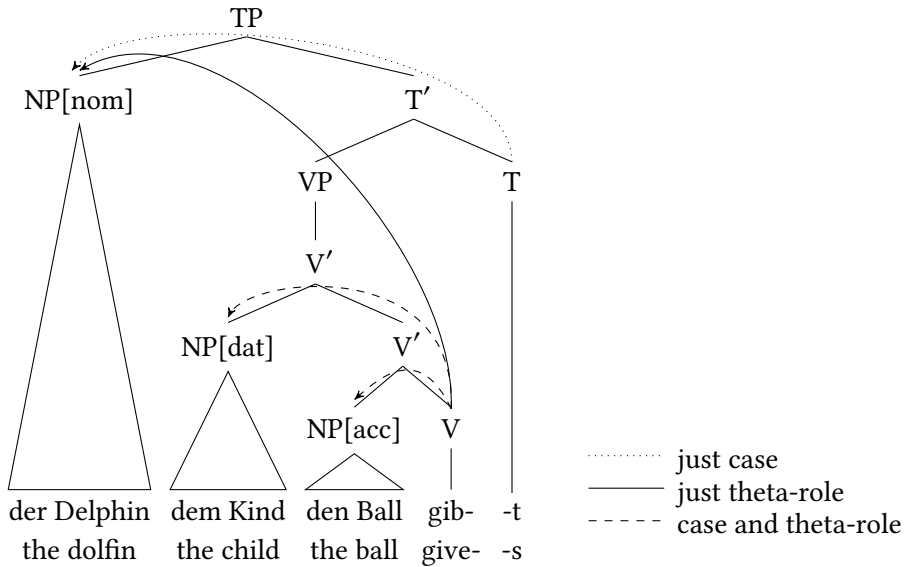 TP
NP[nom]
T′
VP
T
V′
NP[dat]
V′
NP[acc]
V
just case
just theta-role
case and theta-role
der Delphin dem Kind den Ball gib- -t
the dolfin the child the ball give- -s